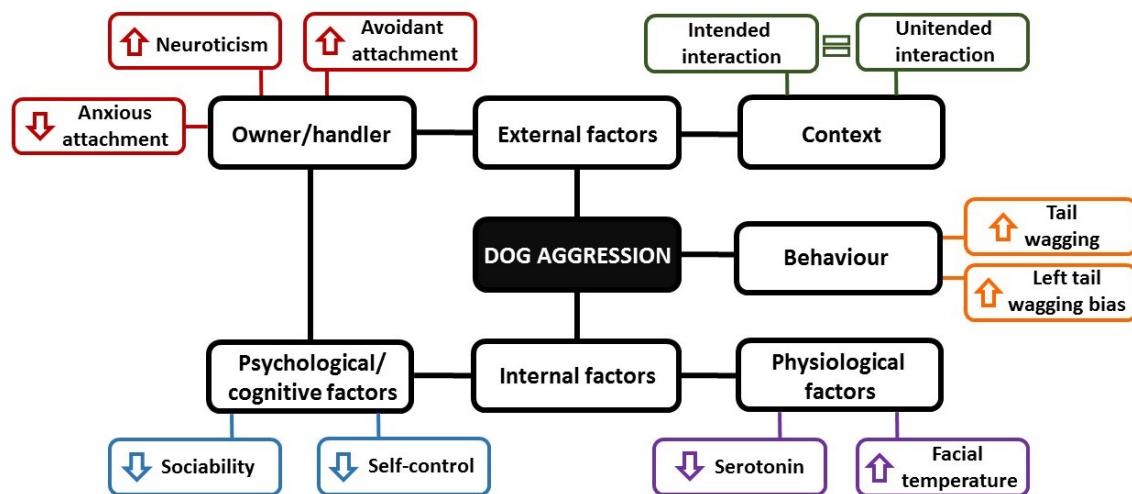 Neuroticism
Avoidant
attachment
Intended
interaction
Unitended
interaction
Anxious
attachment
Owner/handler
External factors
Context
DOG AGGRESSION
Behaviour
Tail
wagging
Left tail
wagging bias
Psychological/
cognitive factors
Internal factors
Physiological
factors
Sociability
Self-control
Serotonin
Facial
temperature